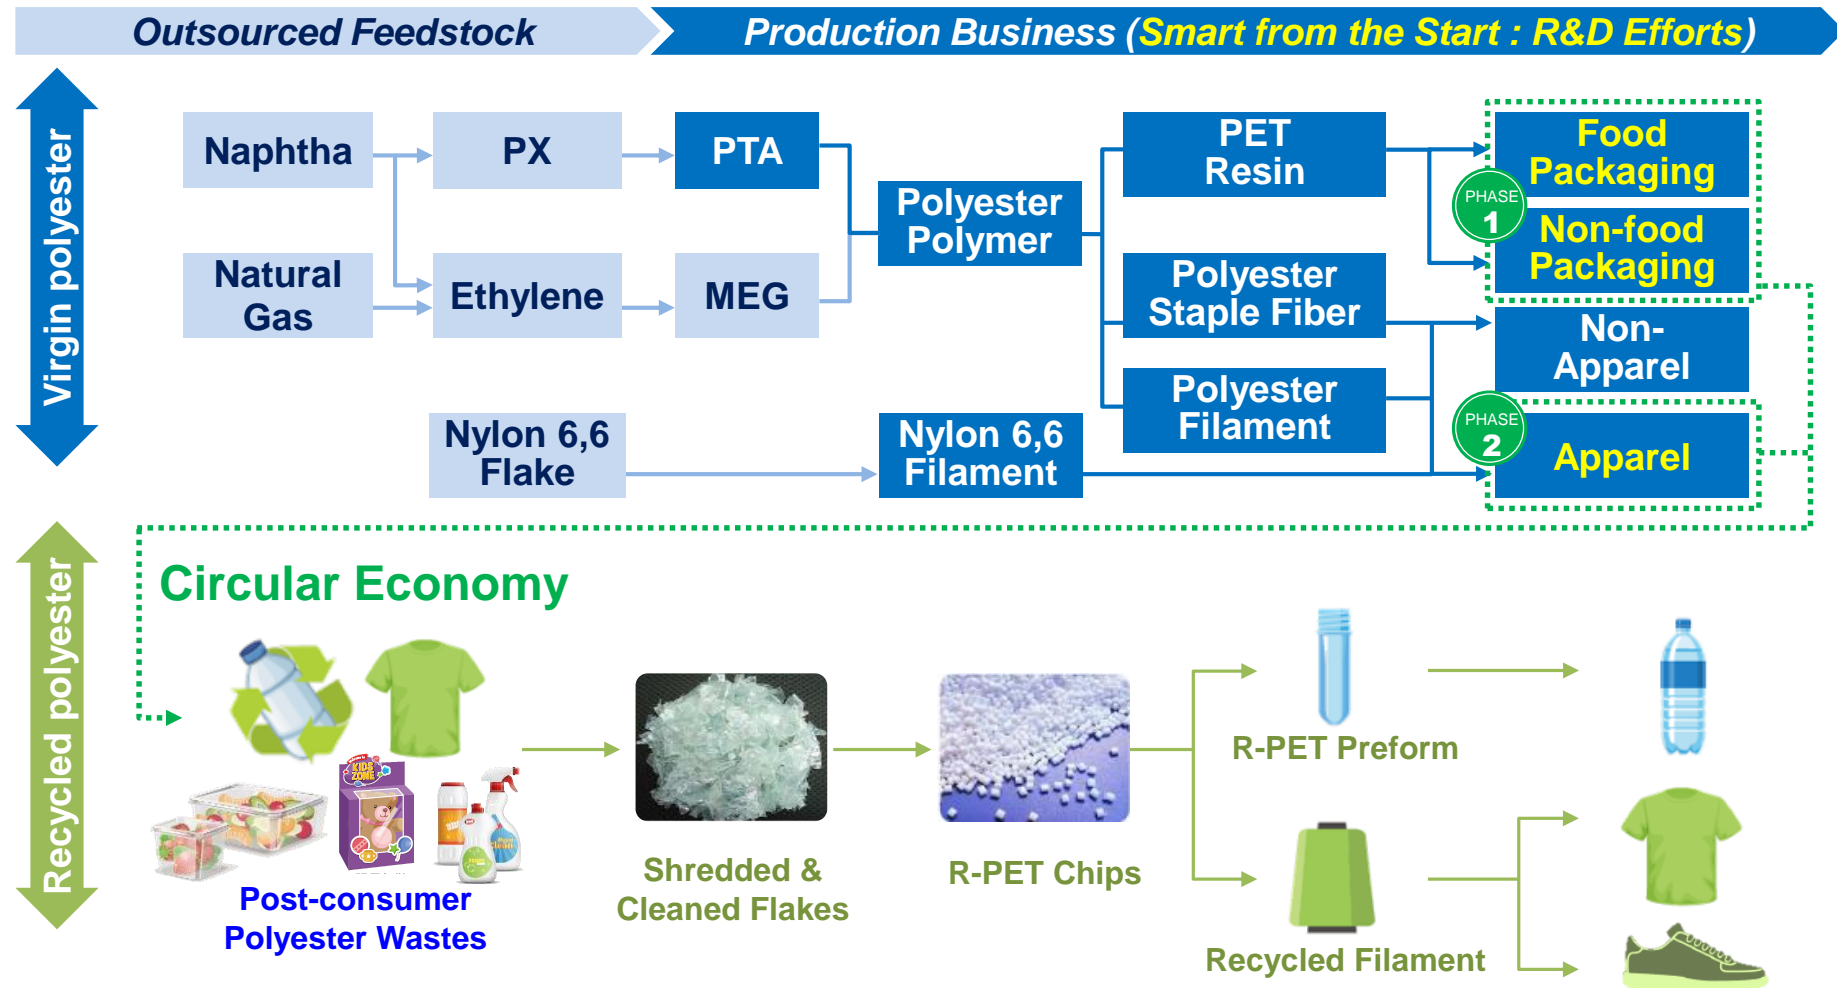 Outsourced Feedstock
Production Business (Smart from the Start : R&D Efforts)
Virgin polyester
Naphtha
PX
PTA
Natural
Gas
Ethylene
MEG
Polyester
Polymer
PET
Resin
Polyester
Staple Fiber
Polyester
Filament
Nylon 6,6
Flake
Nylon 6,6
Filament
Food
Packaging
PHASE
1
Non-food
Packaging
Non-
Apparel
PHASE
2
Apparel
Recycled polyester
Circular Economy
KIDS
ZONE
Post-consumer
Polyester Wastes
Shredded &
Cleaned Flakes
R-PET Chips
R-PET Preform
Recycled Filament